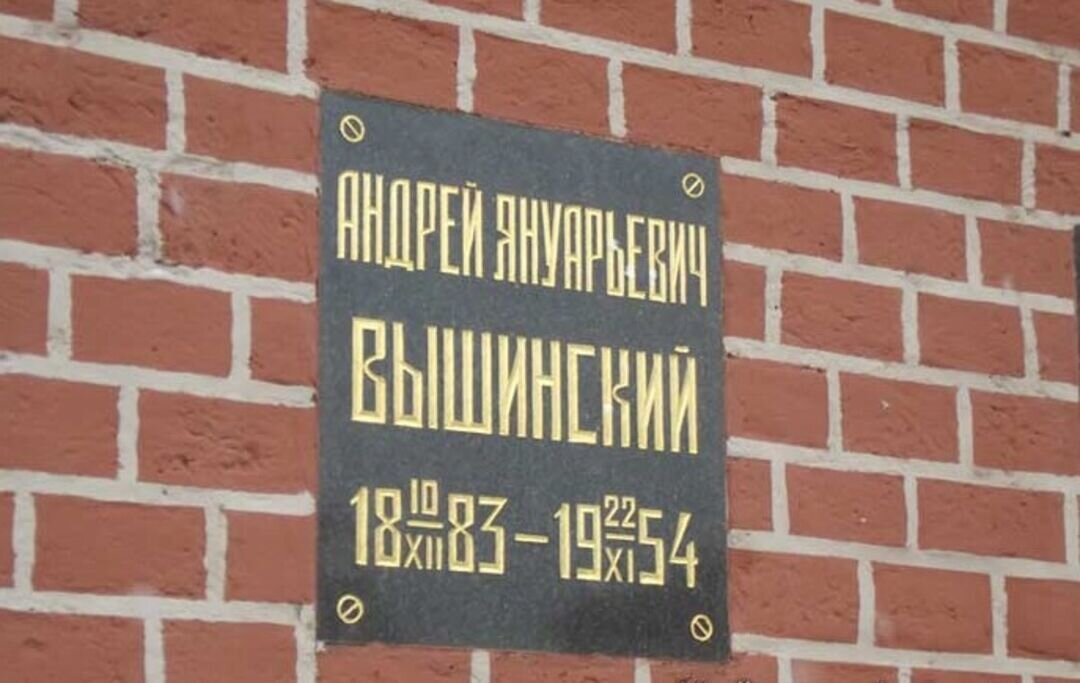 АНДРЕЙ ЯНУАРЬЕВИЧ
ВЫШИНСКИЙ
18 10/XII 83 – 19 22/XI 54